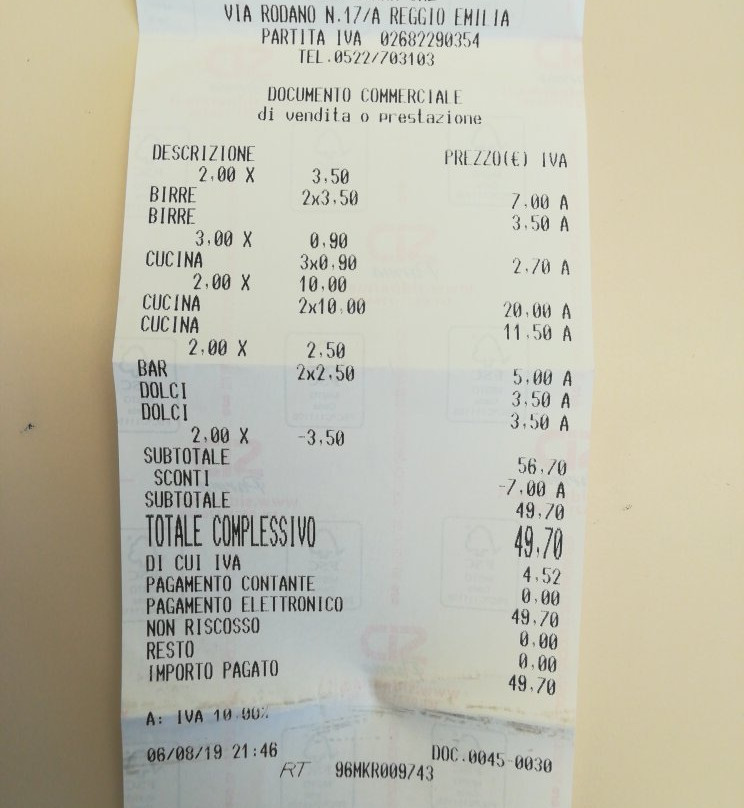 VIA RODANO N.17/A REGGIO EMILIA
PARTITA IVA 02682290354
TEL.0522/703103
DOCUMENTO COMMERCIALE
di vendita o prestazione
DESCRIZIONE PREZZO(€) IVA
2,00 X 3,50
BIRRE 2x3,50 7,00 A
BIRRE 3,50 A
3,00 X 0,90
CUCINA 3x0,90 2,70 A
2,00 X 10,00
CUCINA 2x10,00 20,00 A
CUCINA 11,50 A
2,00 X 2,50
BAR 2x2,50 5,00 A
DOLCI 3,50 A
DOLCI 3,50 A
2,00 X -3,50
SUBTOTALE 56,70
SCONTI -7,00 A
SUBTOTALE 49,70
TOTALE COMPLESSIVO 49,70
DI CUI IVA 4,52
PAGAMENTO CONTANTE 0,00
PAGAMENTO ELETTRONICO 49,70
NON RISCOSSO 0,00
RESTO 0,00
IMPORTO PAGATO 49,70
A: IVA 10,00%
06/08/19 21:46 DOC.0045-0030
RT 96MKR009743